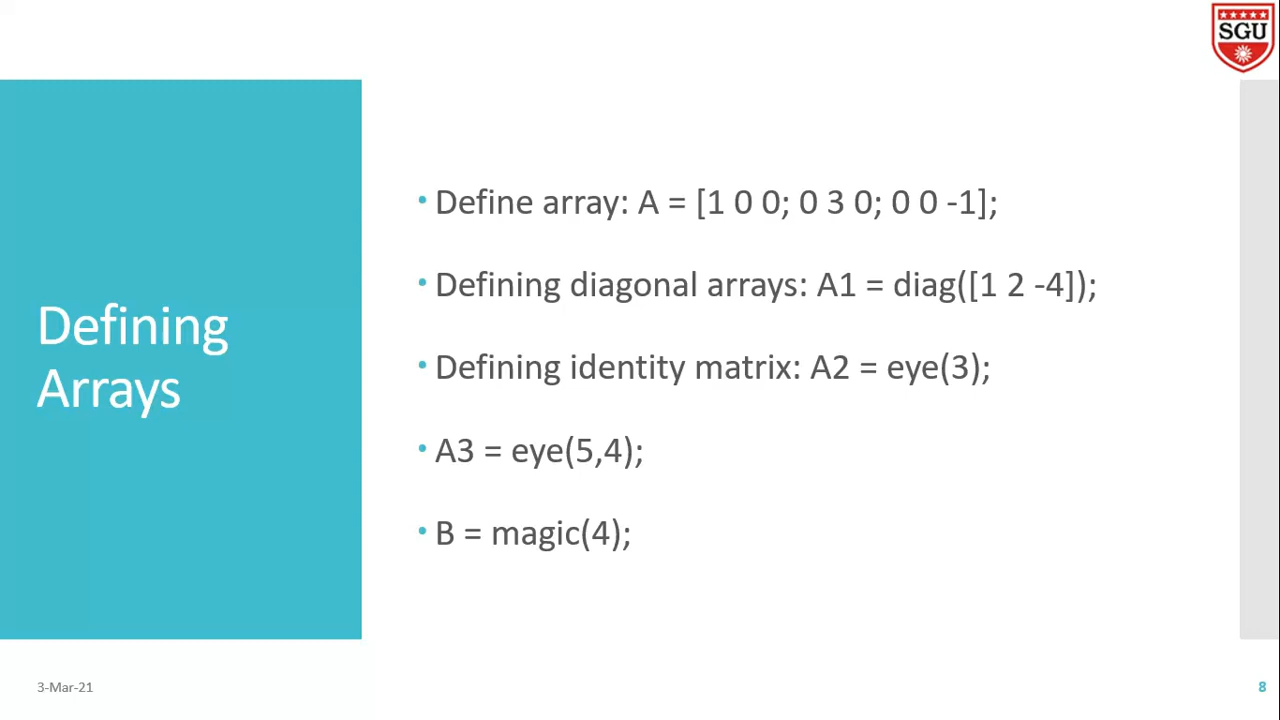 SGU
Defining
Arrays
• Define array: A = [1 0 0; 0 3 0; 0 0 -1];
• Defining diagonal arrays: A1 = diag([1 2 -4]);
• Defining identity matrix: A2 = eye(3);
• A3 = eye(5,4);
• B = magic(4);
3-Mar-21
8